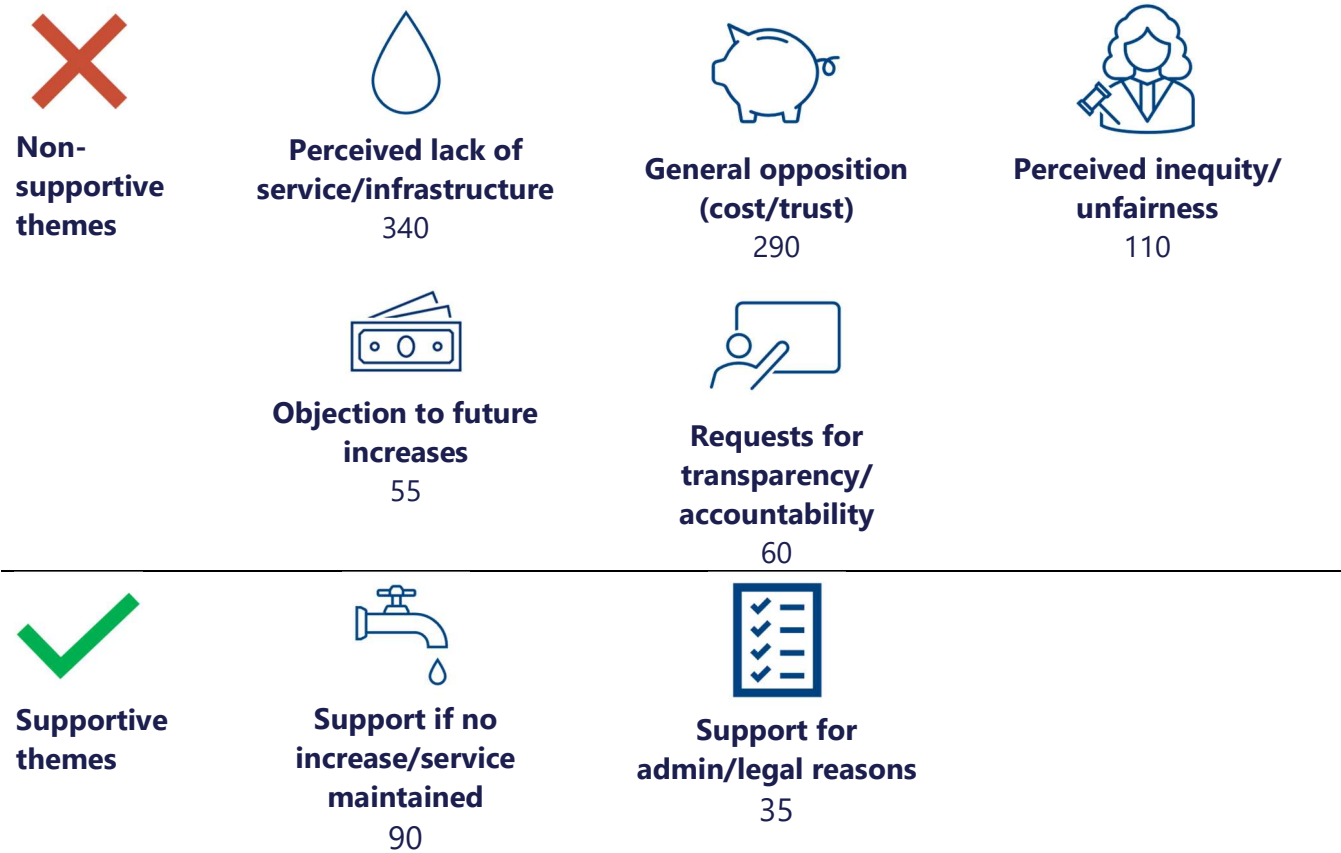 Non-
supportive
themes
Perceived lack of
service/infrastructure
340
General opposition
(cost/trust)
290
Perceived inequity/
unfairness
110
Objection to future
increases
55
Requests for
transparency/
accountability
60
Supportive
themes
Support if no
increase/service
maintained
90
Support for
admin/legal reasons
35